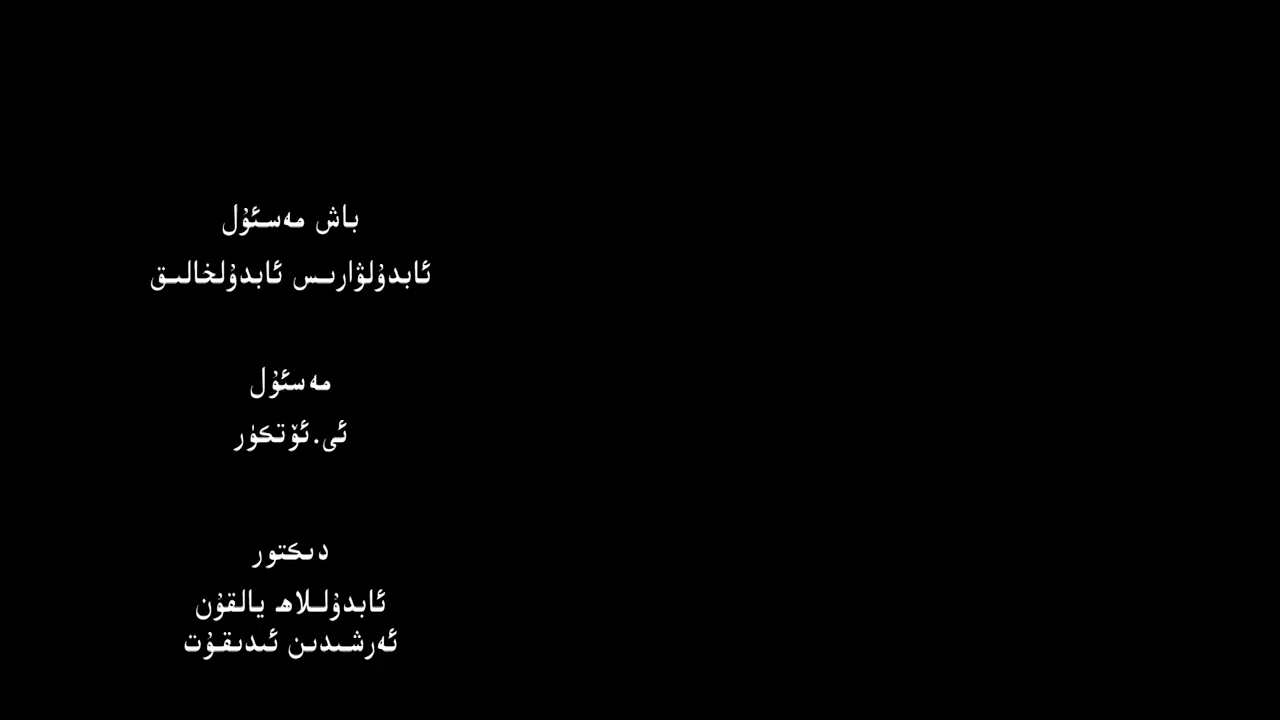 باش مەسئۇل
ئابدۇلۋارىس ئابدۇلخالىق
مەسئۇل
ئى.ئۆتكۈر
دىكتور
ئابدۇللاھ يالقۇن
ئەرشىدىن ئىدىقۇت